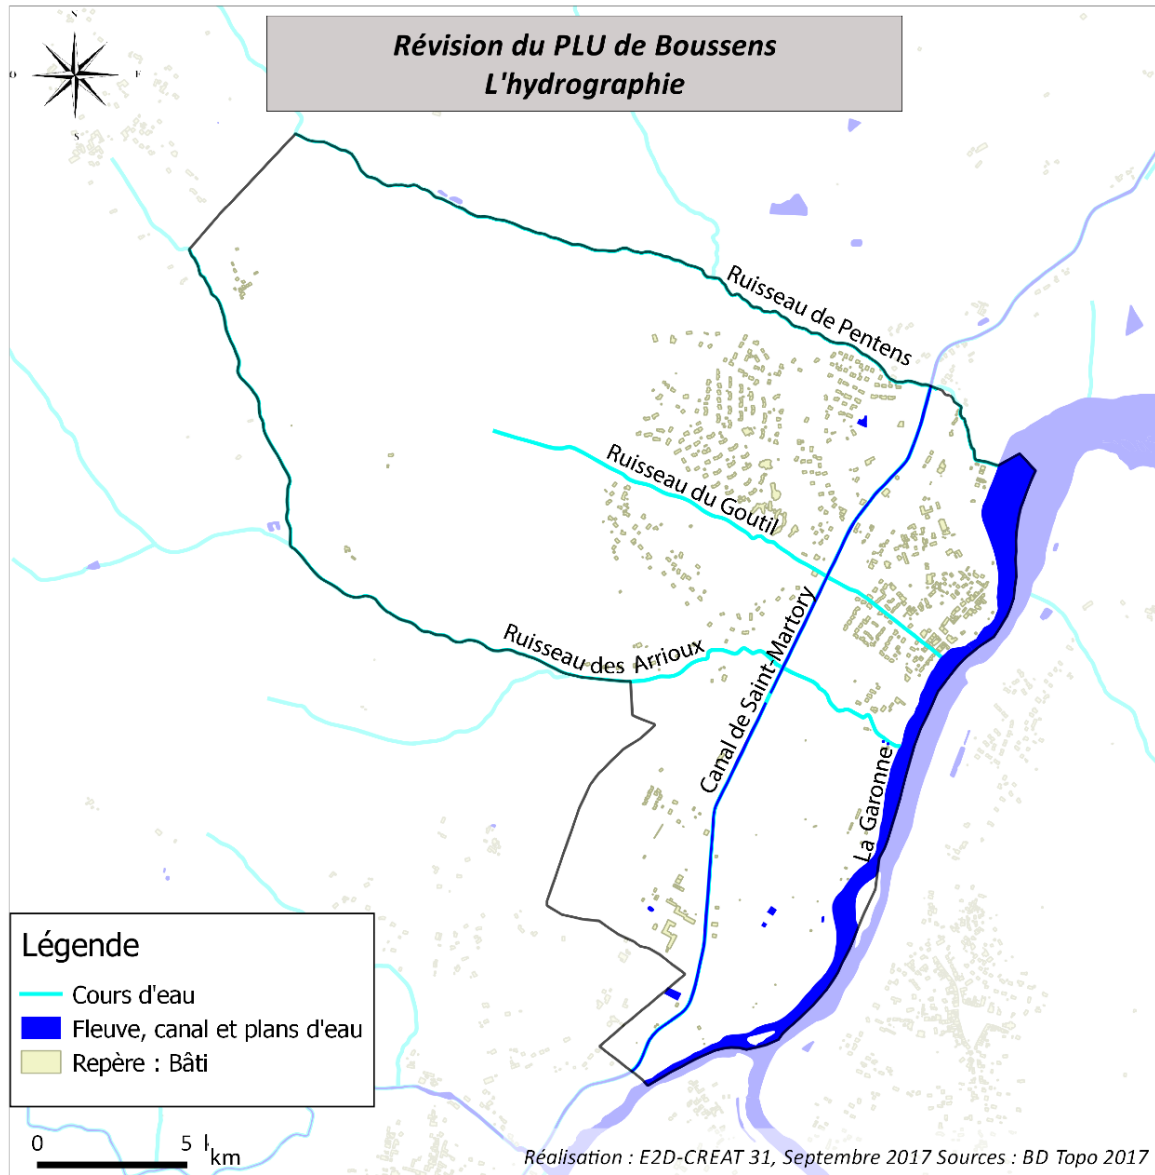 S
O
E
S
Révision du PLU de Boussens
L'hydrographie
Ruisseau de Pentens
Ruisseau du Goutil
Ruisseau des Arrioux
Canal de Saint-Martory
La Garonne
Légende
Cours d'eau
Fleuve, canal et plans d'eau
Repère : Bâti
0 5
km
Réalisation : E2D-CREAT 31, Septembre 2017 Sources : BD Topo 2017